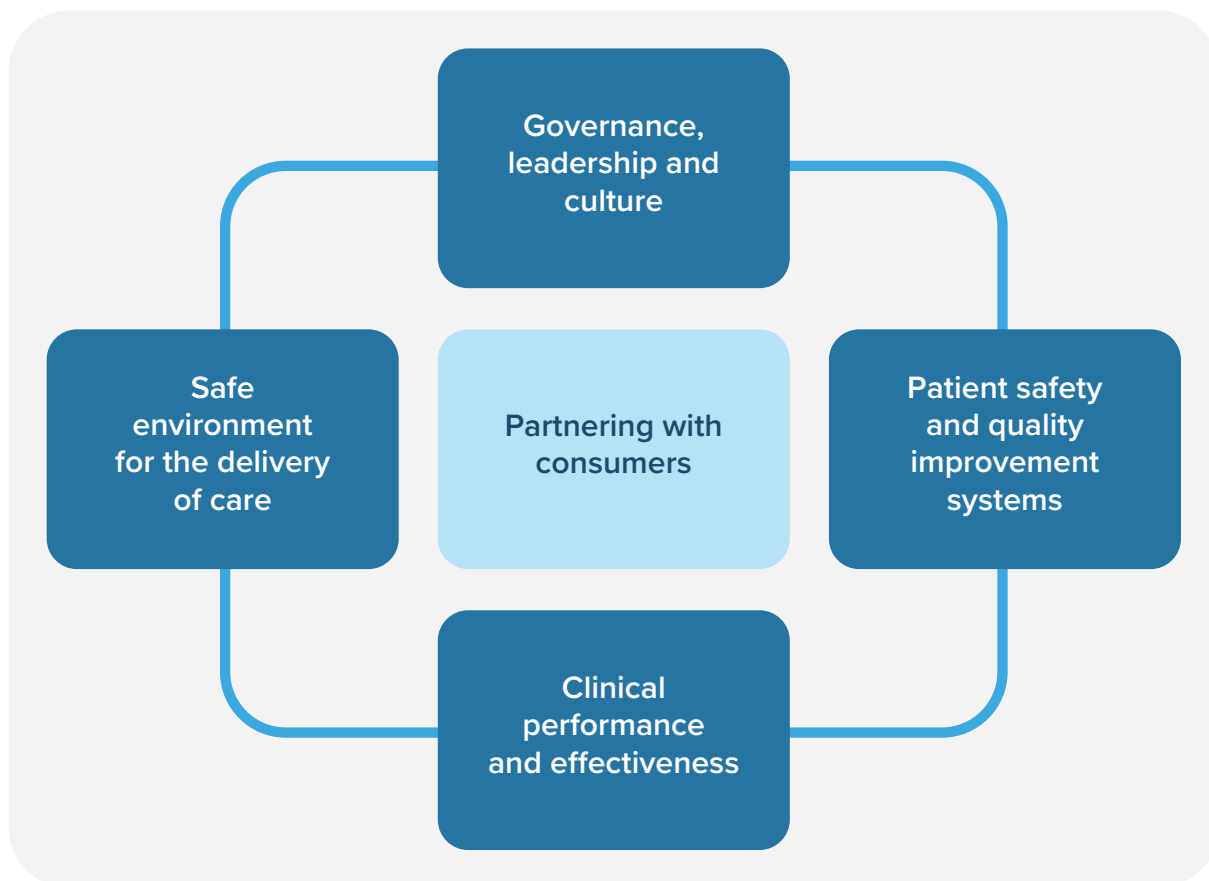 Governance,
leadership and
culture
Safe
environment
for the delivery
of care
Partnering with
consumers
Patient safety
and quality
improvement
systems
Clinical
performance
and effectiveness